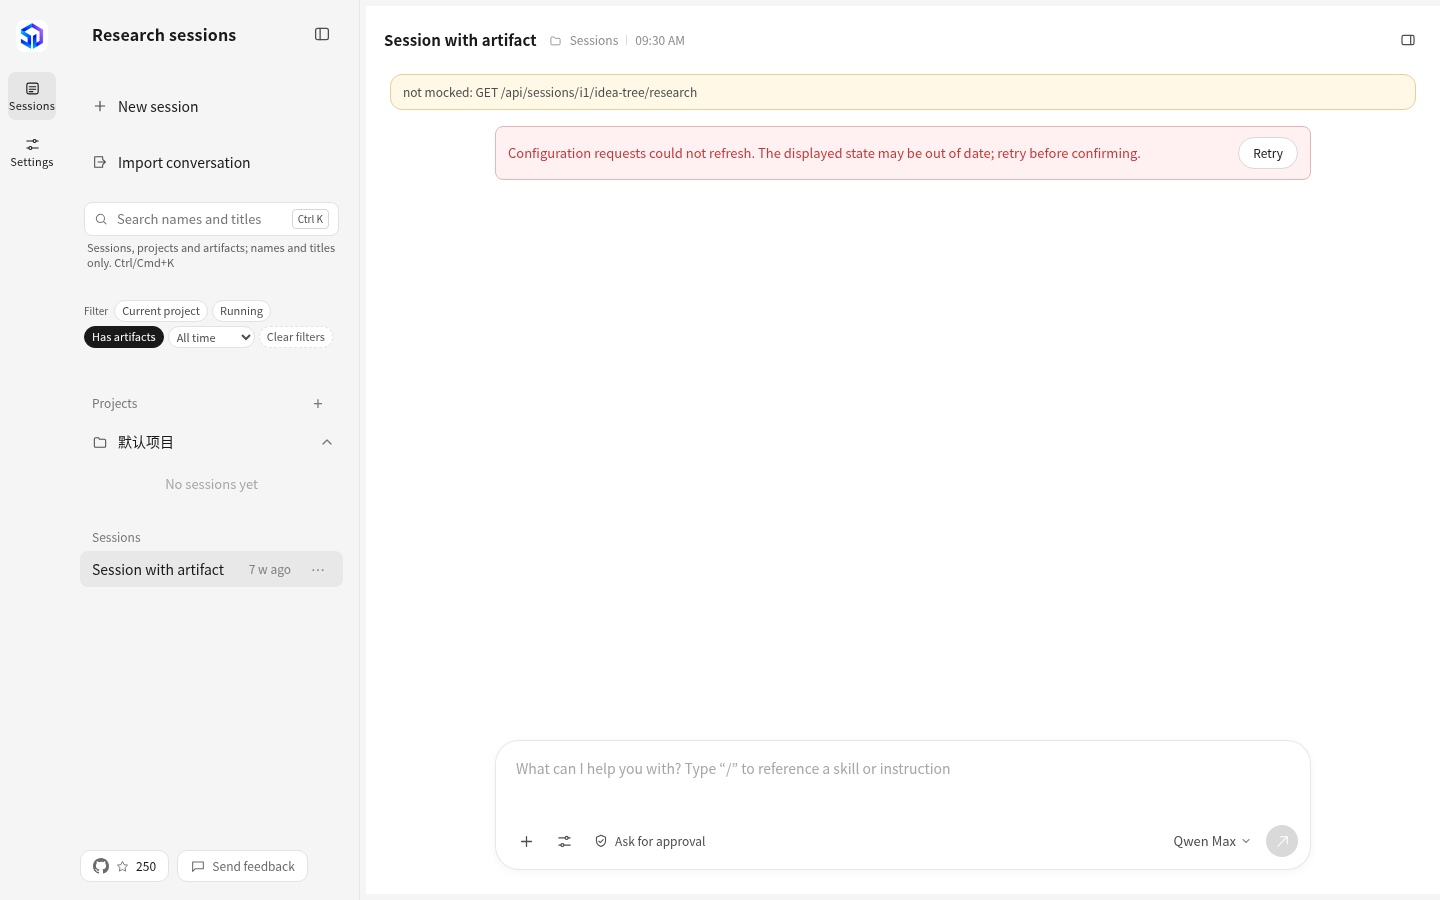 Research sessions
Sessions
Settings
New session
Import conversation
Search names and titles Ctrl K
Sessions, projects and artifacts; names and titles
only. Ctrl/Cmd+K
Filter Current project Running
Has artifacts All time Clear filters
Projects
默认项目
No sessions yet
Sessions
Session with artifact 7 w ago
250 Send feedback
Session with artifact Sessions 09:30 AM
not mocked: GET /api/sessions/i1/idea-tree/research
Configuration requests could not refresh. The displayed state may be out of date; retry before confirming. Retry
What can I help you with? Type “/” to reference a skill or instruction
Ask for approval Qwen Max